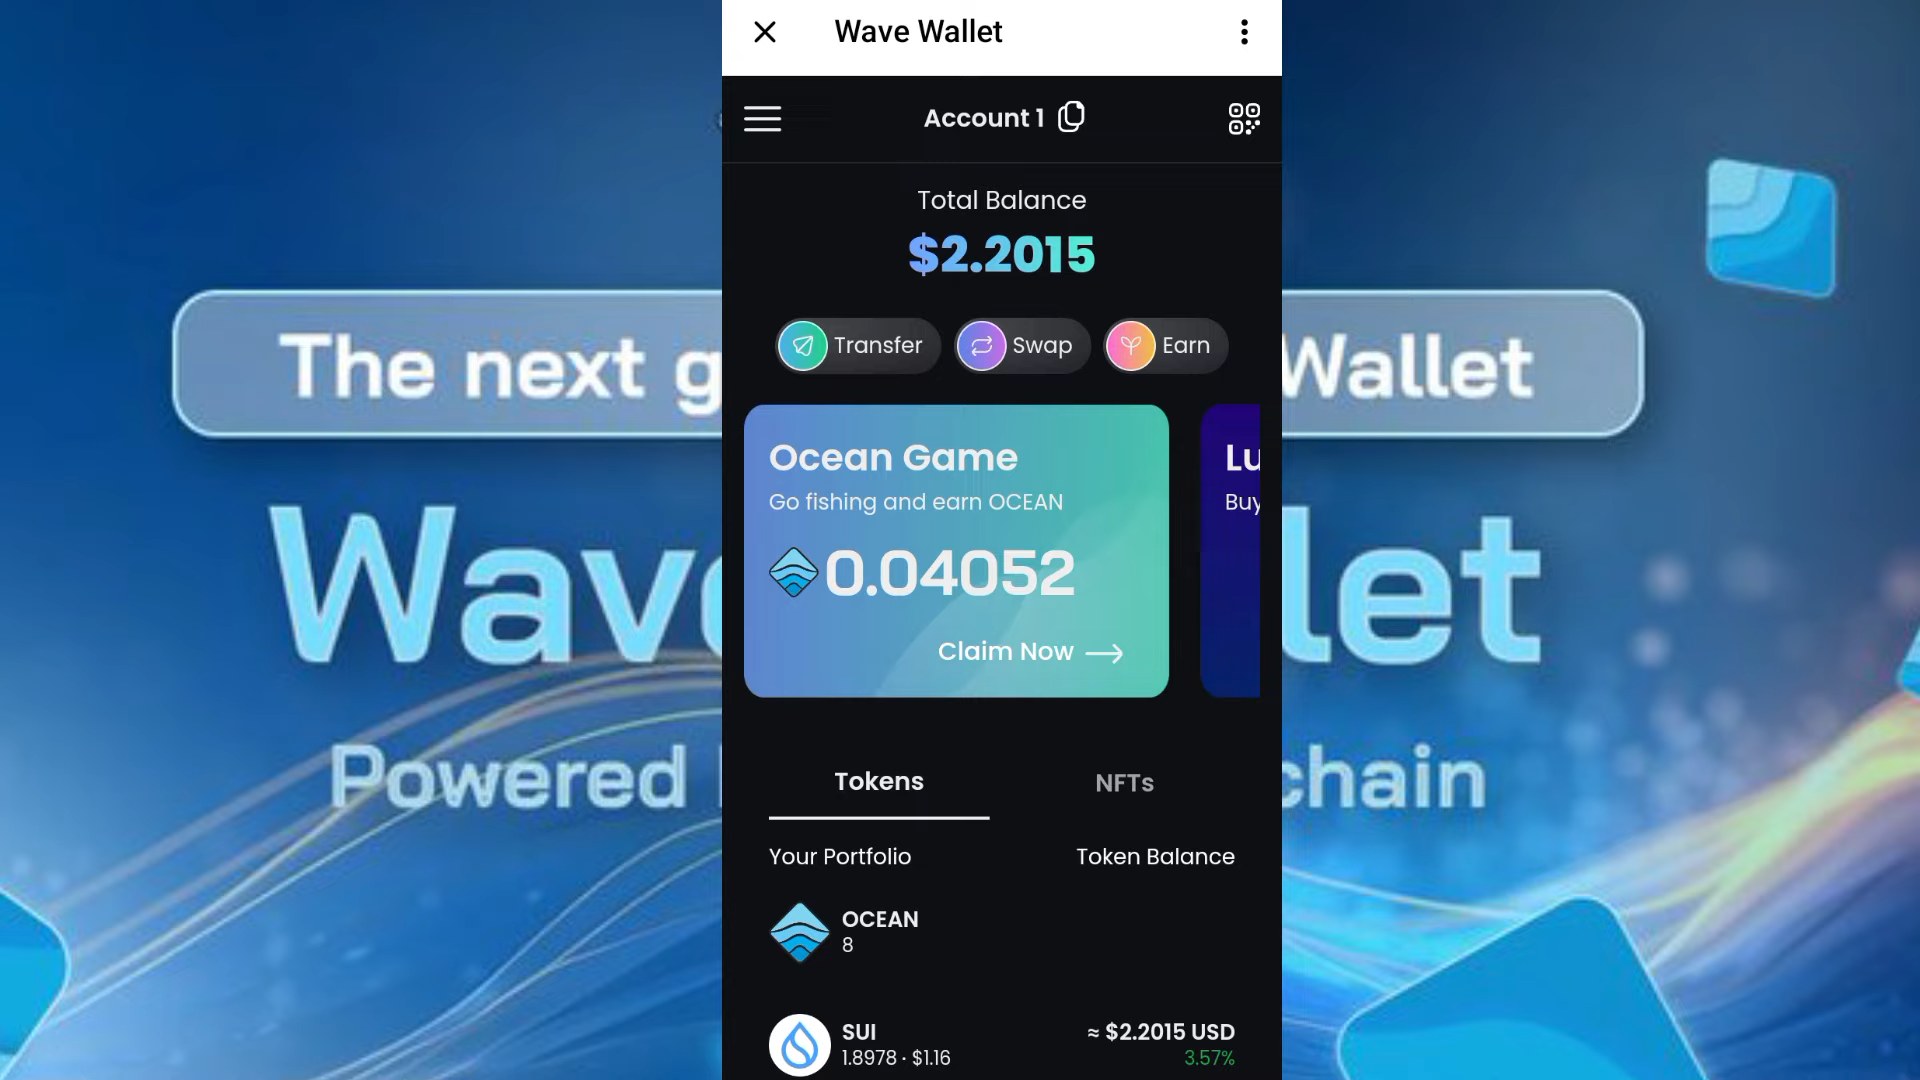 Wave Wallet
Account 1
Total Balance
$2.2015
Transfer Swap Earn
The next g
Wallet
Ocean Game
Go fishing and earn OCEAN
0.04052
Claim Now
Lu
Buy
Wave
let
Tokens NFTs
Powered
chain
Your Portfolio Token Balance
OCEAN
8
SUI ≈ $2.2015 USD
1.8978 · $1.16 3.57%